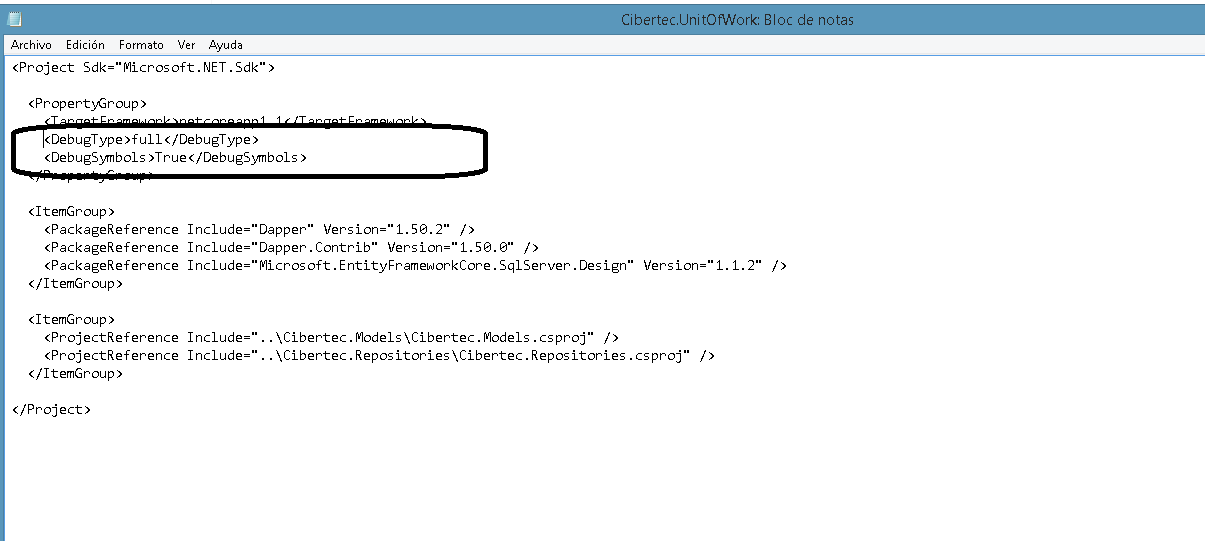 Cibertec.UnitOfWork: Bloc de notas
Archivo Edición Formato Ver Ayuda
<Project Sdk="Microsoft.NET.Sdk">
<PropertyGroup>
<TargetFramework>netcoreapp1.1</TargetFramework>
<DebugType>full</DebugType>
<DebugSymbols>True</DebugSymbols>
</PropertyGroup>
<ItemGroup>
<PackageReference Include="Dapper" Version="1.50.2" />
<PackageReference Include="Dapper.Contrib" Version="1.50.0" />
<PackageReference Include="Microsoft.EntityFrameworkCore.SqlServer.Design" Version="1.1.2" />
</ItemGroup>
<ItemGroup>
<ProjectReference Include="..\Cibertec.Models\Cibertec.Models.csproj" />
<ProjectReference Include="..\Cibertec.Repositories\Cibertec.Repositories.csproj" />
</ItemGroup>
</Project>